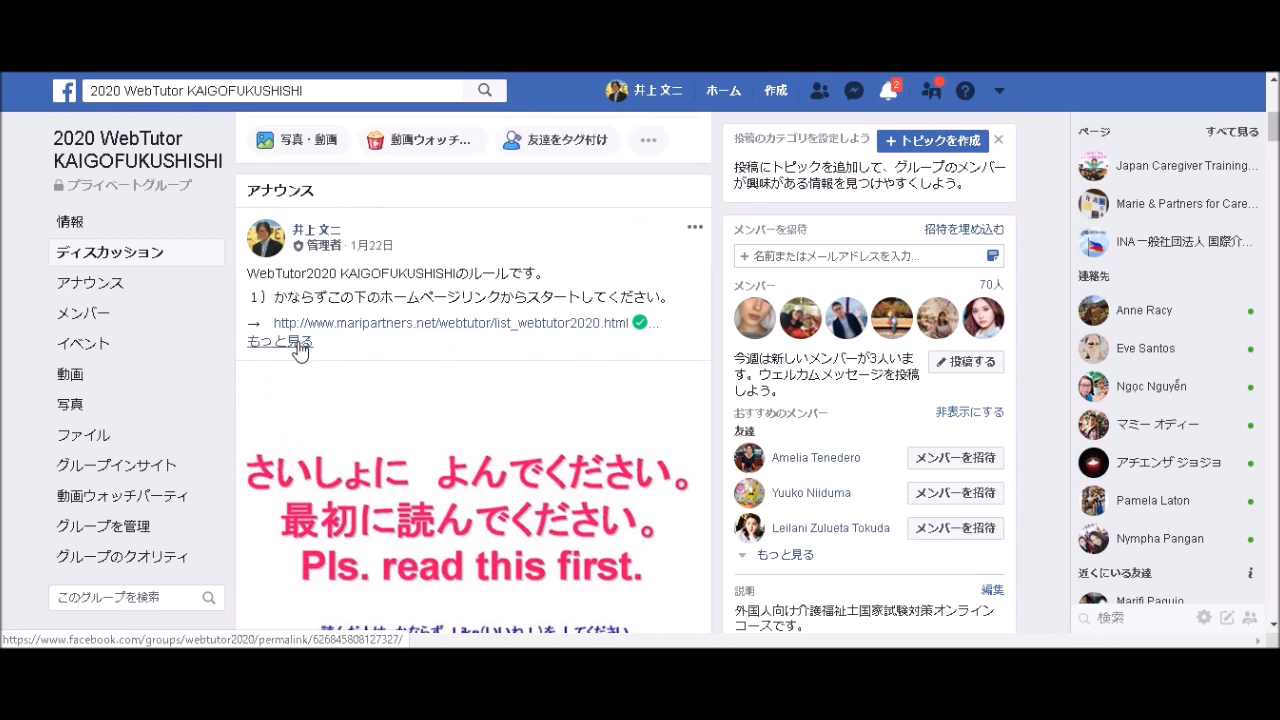 2020 WebTutor KAIGOFUKUSHISHI
井上 文二
ホーム
作成
2
2020 WebTutor
KAIGOFUKUSHISHI
プライベートグループ
情報
ディスカッション
アナウンス
メンバー
イベント
動画
写真
ファイル
グループインサイト
動画ウォッチパーティ
グループを管理
グループのクオリティ
このグループを検索
写真・動画
動画ウォッチ...
友達をタグ付け
アナウンス
井上 文二
管理者 · 1月22日
WebTutor2020 KAIGOFUKUSHISHIのルールです。
1）かならずこの下のホームページリンクからスタートしてください。
→ http://www.maripartners.net/webtutor/list_webtutor2020.html ...
もっと見る
さいしょに よんでください。
最初に読んでください。
Pls. read this first.
投稿のカテゴリを設定しよう
+ トピックを作成
投稿にトピックを追加して、グループのメンバー
が興味がある情報を見つけやすくしよう。
メンバーを招待
招待を埋め込む
+ 名前またはメールアドレスを入力...
メンバー
70人
今週は新しいメンバーが3人いま
す。ウェルカムメッセージを投稿
しよう。
投稿する
おすすめのメンバー
非表示にする
友達
Amelia Tenedero
メンバーを招待
Yuuko Niiduma
メンバーを招待
Leilani Zulueta Tokuda
メンバーを招待
もっと見る
説明
編集
外国人向け介護福祉士国家試験対策オンライン
コースです。
ページ
すべて見る
Japan Caregiver Training...
Marie & Partners for Care...
INA 一般社団法人 国際介...
連絡先
Anne Racy
Eve Santos
Ngọc Nguyễn
マミー オディー
アチエンザ ジョジョ
Pamela Laton
Nympha Pangan
近くにいる友達
Marifi Paguio
検索
https://www.facebook.com/groups/webtutor2020/permalink/626845808127327/